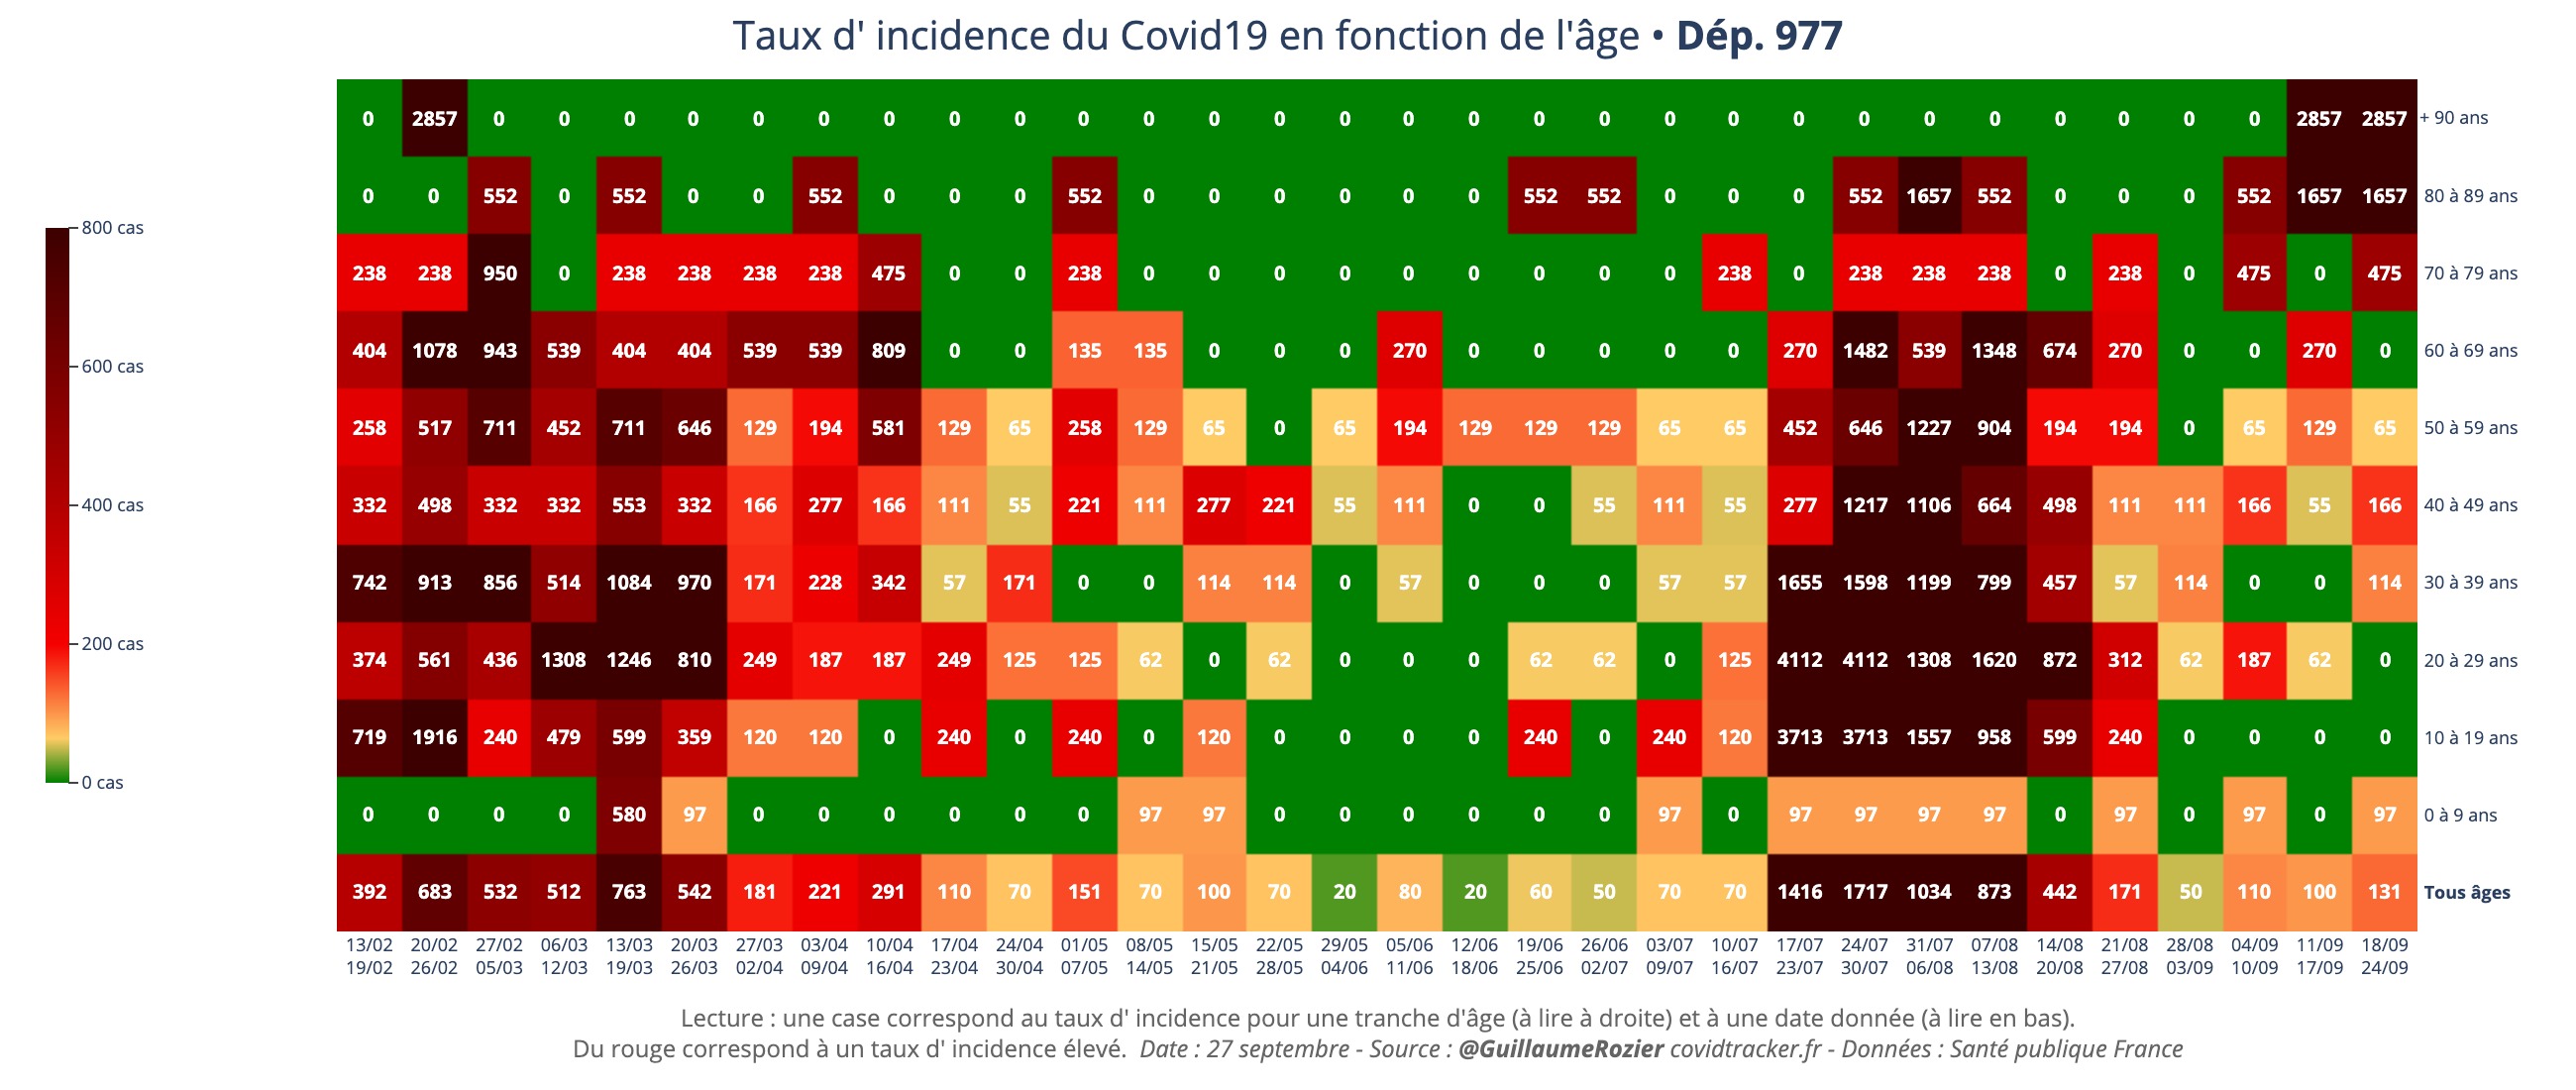 Taux d' incidence du Covid19 en fonction de l'âge • Dép. 977
0 2857 0 0 0 0 0 0 0 0 0 0 0 0 0 0 0 0 0 0 0 0 0 0 0 0 0 0 0 0 2857 2857 + 90 ans
0 0 552 0 552 0 0 552 0 0 0 552 0 0 0 0 0 0 552 552 0 0 0 552 1657 552 0 0 0 552 1657 1657 80 à 89 ans
800 cas
238 238 950 0 238 238 238 238 475 0 0 238 0 0 0 0 0 0 0 0 0 238 0 238 238 238 0 238 0 475 0 475 70 à 79 ans
404 1078 943 539 404 404 539 539 809 0 0 135 135 0 0 0 270 0 0 0 0 0 270 1482 539 1348 674 270 0 0 270 0 60 à 69 ans
600 cas
258 517 711 452 711 646 129 194 581 129 65 258 129 65 0 65 194 129 129 129 65 65 452 646 1227 904 194 194 0 65 129 65 50 à 59 ans
400 cas
332 498 332 332 553 332 166 277 166 111 55 221 111 277 221 55 111 0 0 55 111 55 277 1217 1106 664 498 111 111 166 55 166 40 à 49 ans
742 913 856 514 1084 970 171 228 342 57 171 0 0 114 114 0 57 0 0 0 57 57 1655 1598 1199 799 457 57 114 0 0 114 30 à 39 ans
200 cas
374 561 436 1308 1246 810 249 187 187 249 125 125 62 0 62 0 0 0 62 62 0 125 4112 4112 1308 1620 872 312 62 187 62 0 20 à 29 ans
719 1916 240 479 599 359 120 120 0 240 0 240 0 120 0 0 0 0 240 0 240 120 3713 3713 1557 958 599 240 0 0 0 0 10 à 19 ans
0 cas
0 0 0 0 580 97 0 0 0 0 0 0 97 97 0 0 0 0 0 0 97 0 97 97 97 97 0 97 0 97 0 97 0 à 9 ans
392 683 532 512 763 542 181 221 291 110 70 151 70 100 70 20 80 20 60 50 70 70 1416 1717 1034 873 442 171 50 110 100 131 Tous âges
13/02 20/02 27/02 06/03 13/03 20/03 27/03 03/04 10/04 17/04 24/04 01/05 08/05 15/05 22/05 29/05 05/06 12/06 19/06 26/06 03/07 10/07 17/07 24/07 31/07 07/08 14/08 21/08 28/08 04/09 11/09 18/09
19/02 26/02 05/03 12/03 19/03 26/03 02/04 09/04 16/04 23/04 30/04 07/05 14/05 21/05 28/05 04/06 11/06 18/06 25/06 02/07 09/07 16/07 23/07 30/07 06/08 13/08 20/08 27/08 03/09 10/09 17/09 24/09
Lecture : une case correspond au taux d' incidence pour une tranche d'âge (à lire à droite) et à une date donnée (à lire en bas).
Du rouge correspond à un taux d' incidence élevé. Date : 27 septembre - Source : @GuillaumeRozier covidtracker.fr - Données : Santé publique France